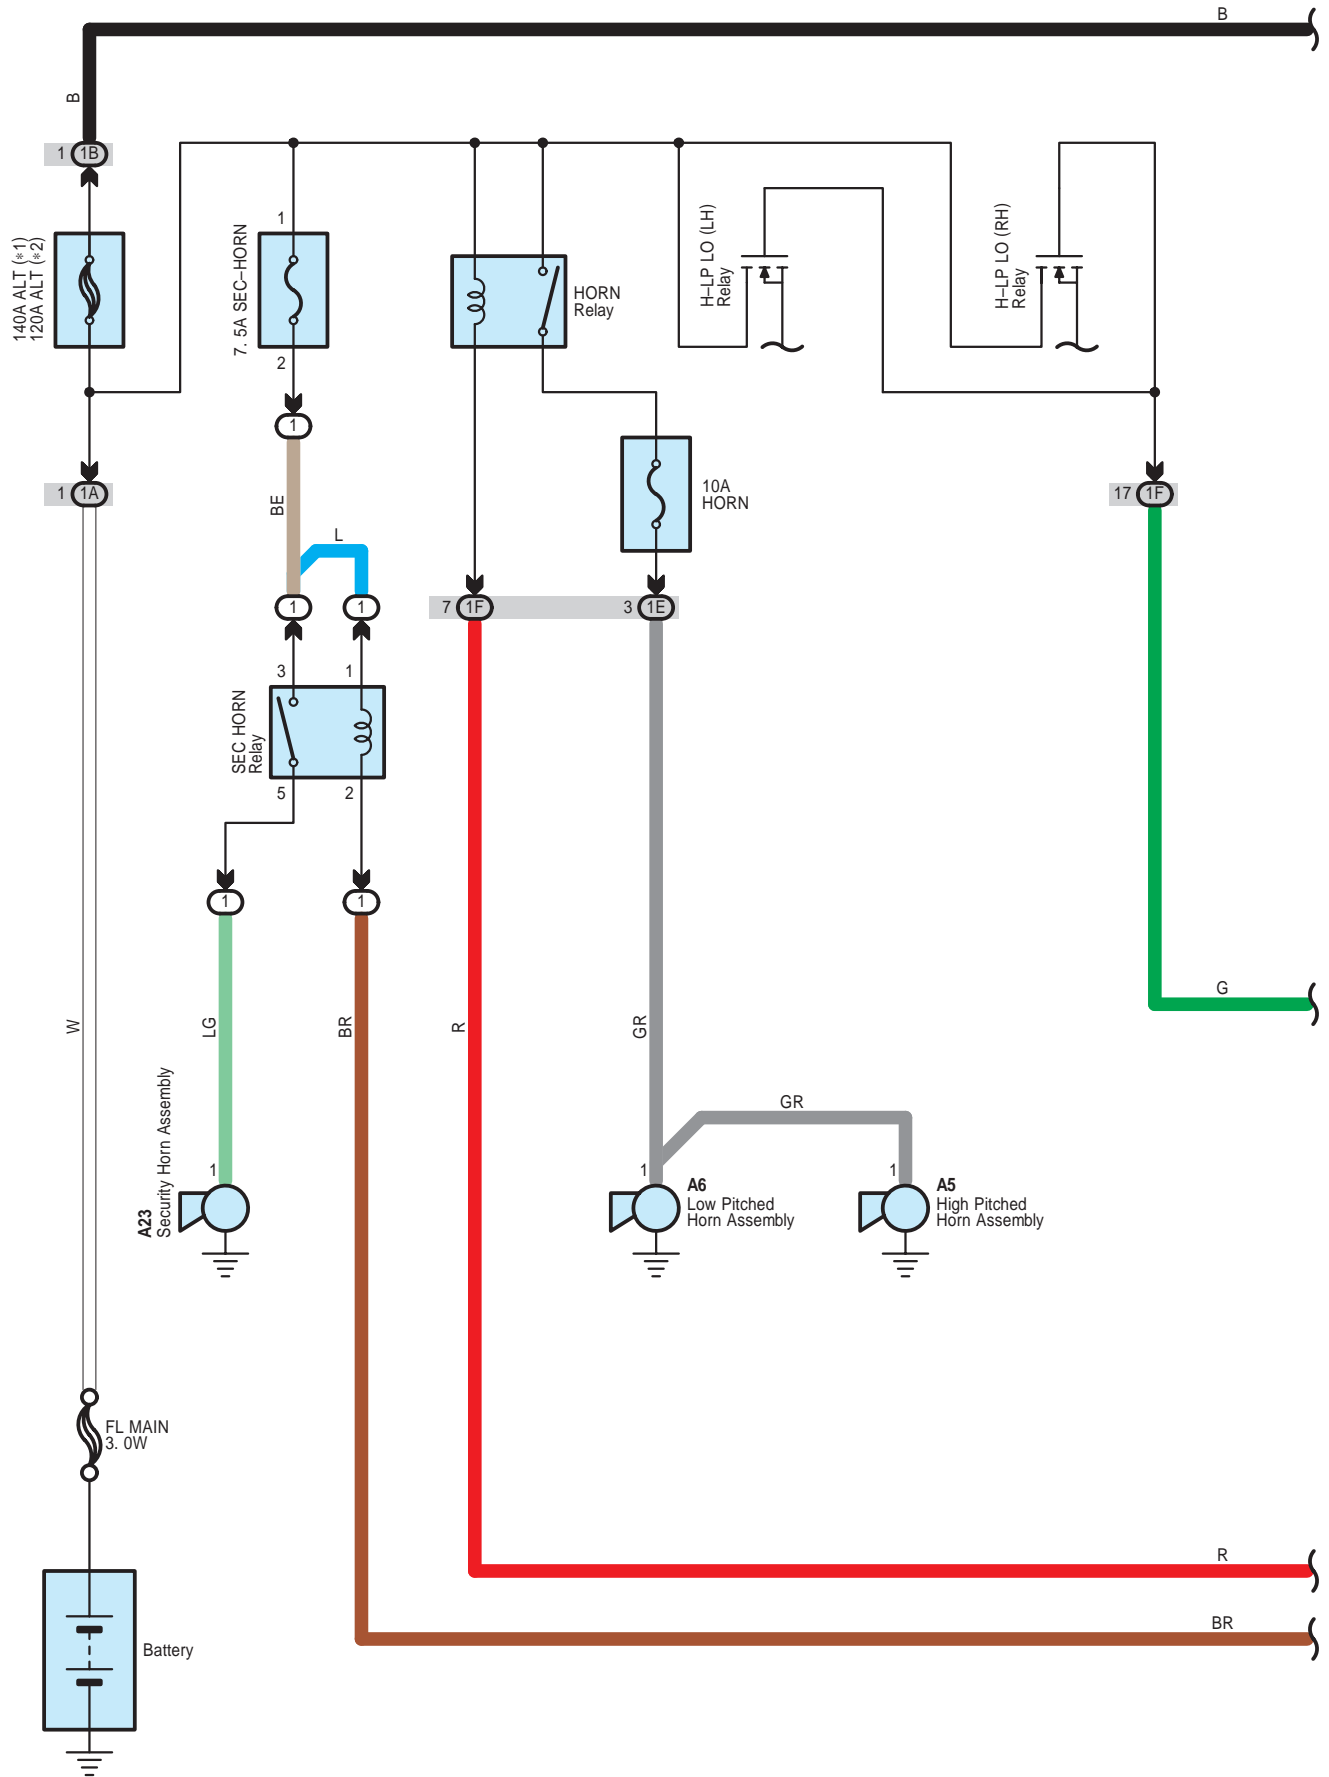 B
B
1 1B
140A ALT (*1)
120A ALT (*2)
1
7. 5A SEC–HORN
2
HORN
Relay
H–LP LO (LH)
Relay
H–LP LO (RH)
Relay
1
1 1A
BE
L
10A
HORN
17 1F
1
1
7 1F
3 1E
3
1
SEC HORN
Relay
5
2
1
1
W
LG
BR
R
GR
G
GR
1
A23
Security Horn Assembly
1
A6
Low Pitched
Horn Assembly
1
A5
High Pitched
Horn Assembly
FL MAIN
3. 0W
R
BR
Battery